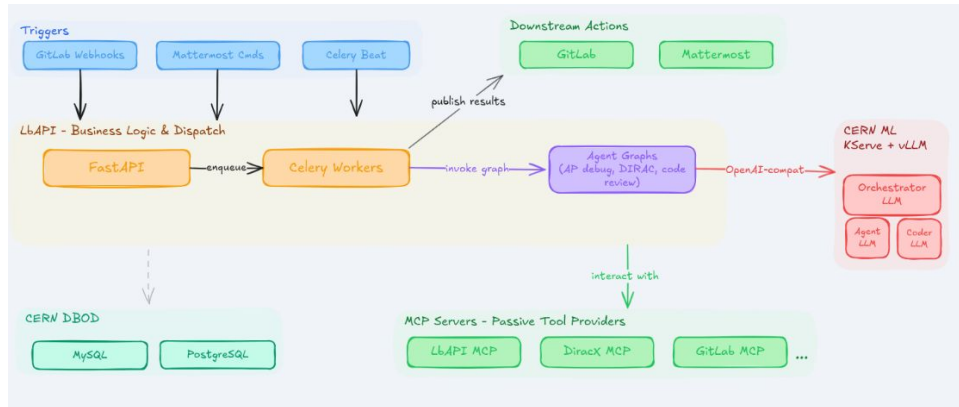 Triggers
GitLab Webhooks
Mattermost Cmds
Celery Beat
Downstream Actions
GitLab
Mattermost
publish results
LbAPI - Business Logic & Dispatch
FastAPI
enqueue
Celery Workers
invoke graph
Agent Graphs
(AP debug, DIRAC, code
review)
OpenAI-compat
CERN ML
KServe + vLLM
Orchestrator
LLM
Agent
LLM
Coder
LLM
interact with
CERN DBOD
MySQL
PostgreSQL
MCP Servers - Passive Tool Providers
LbAPI MCP
DiracX MCP
GitLab MCP
...